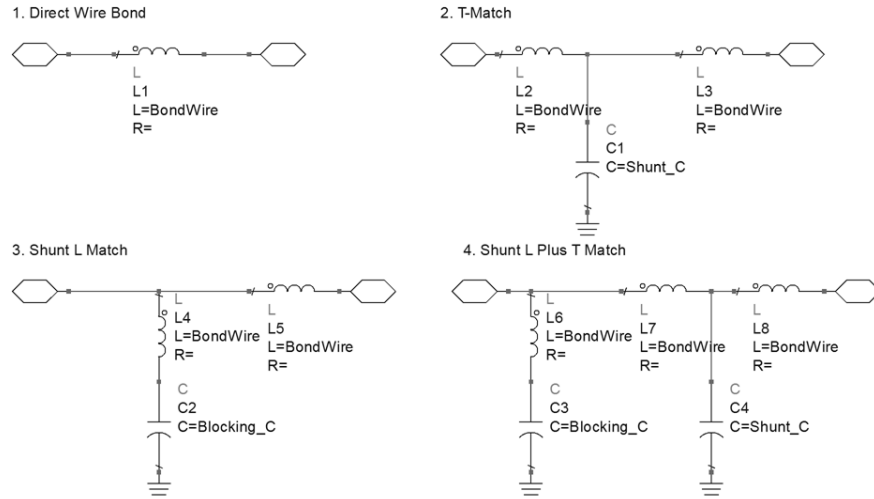 1. Direct Wire Bond
L
L1
L=BondWire
R=
2. T-Match
L
L2
L=BondWire
R=
L
L3
L=BondWire
R=
C
C1
C=Shunt_C
3. Shunt L Match
L
L4
L=BondWire
R=
L
L5
L=BondWire
R=
C
C2
C=Blocking_C
4. Shunt L Plus T Match
L
L6
L=BondWire
R=
L
L7
L=BondWire
R=
L
L8
L=BondWire
R=
C
C3
C=Blocking_C
C
C4
C=Shunt_C